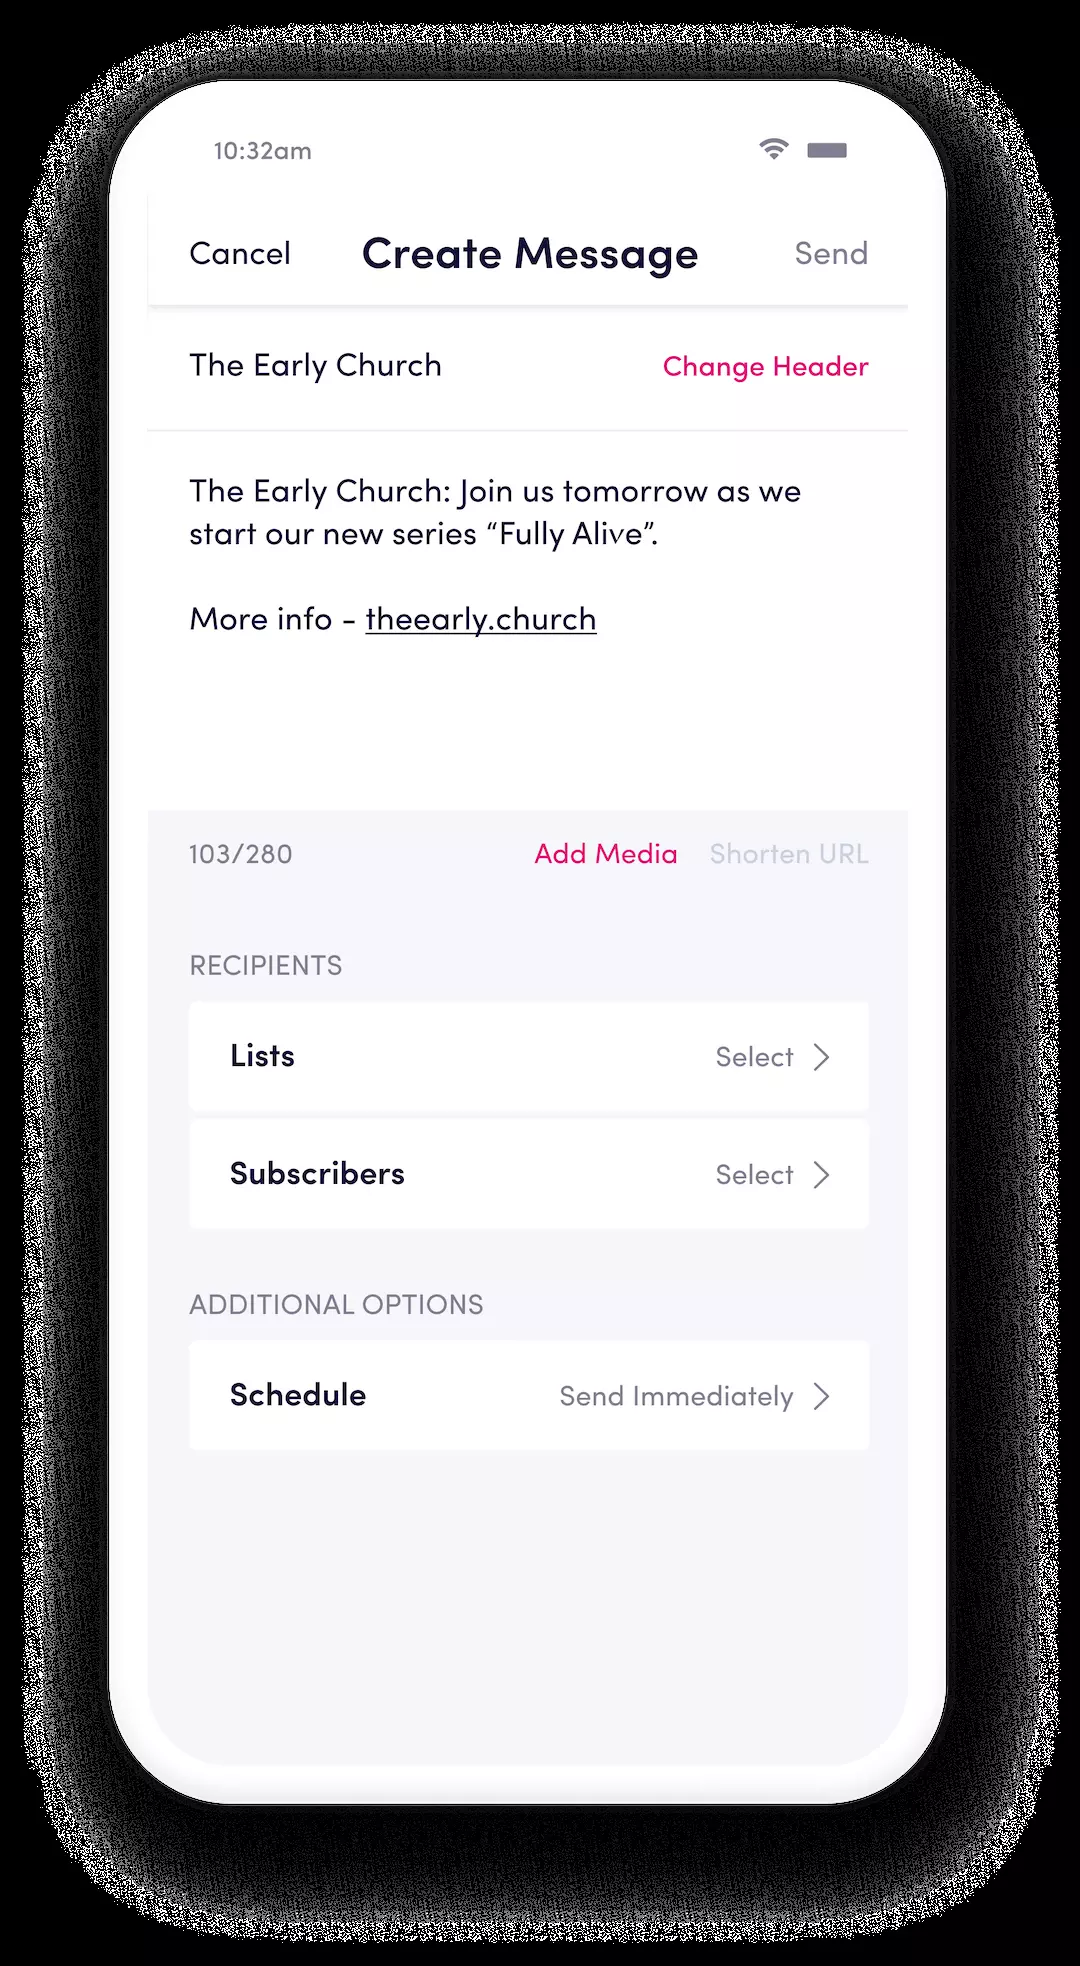 10:32am
Cancel Create Message Send
The Early Church Change Header
The Early Church: Join us tomorrow as we
start our new series “Fully Alive”.
More info - theearly.church
103/280 Add Media Shorten URL
RECIPIENTS
Lists Select
Subscribers Select
ADDITIONAL OPTIONS
Schedule Send Immediately